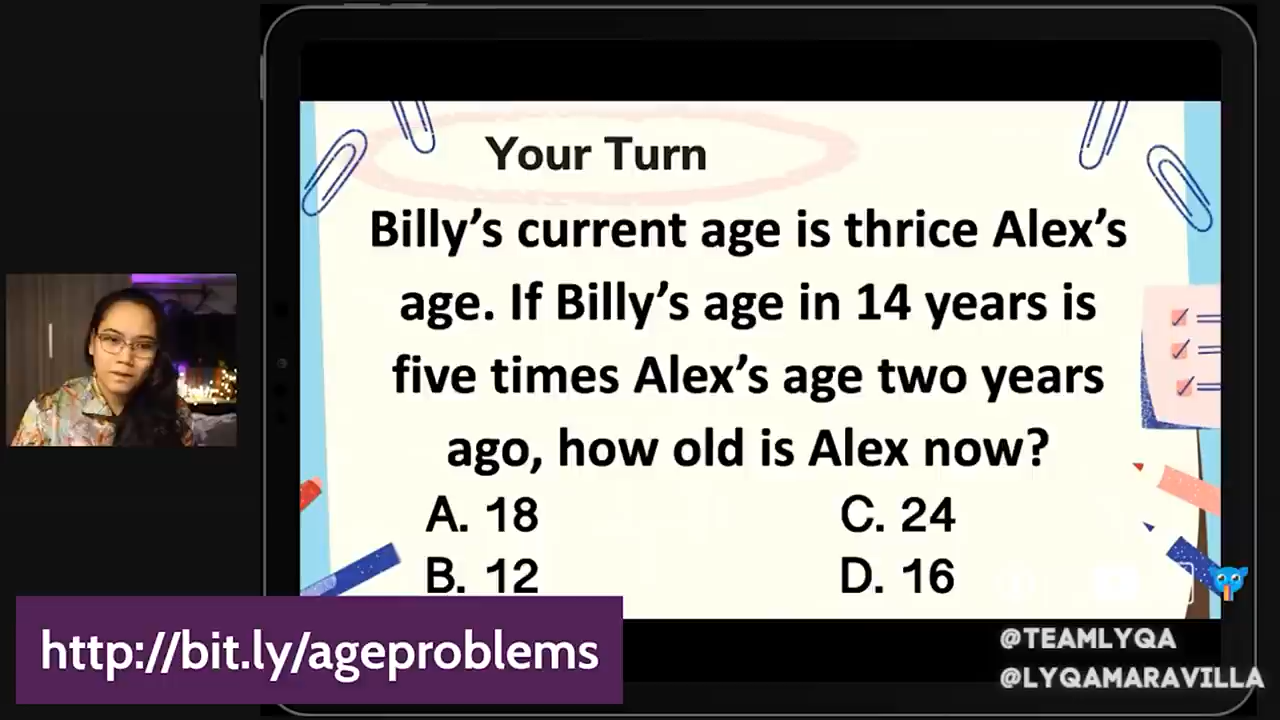 Your Turn
Billy’s current age is thrice Alex’s
age. If Billy’s age in 14 years is
five times Alex’s age two years
ago, how old is Alex now?
A. 18
C. 24
B. 12
D. 16
http://bit.ly/ageproblems
@TEAMLYQA
@LYQAMARAVILLA